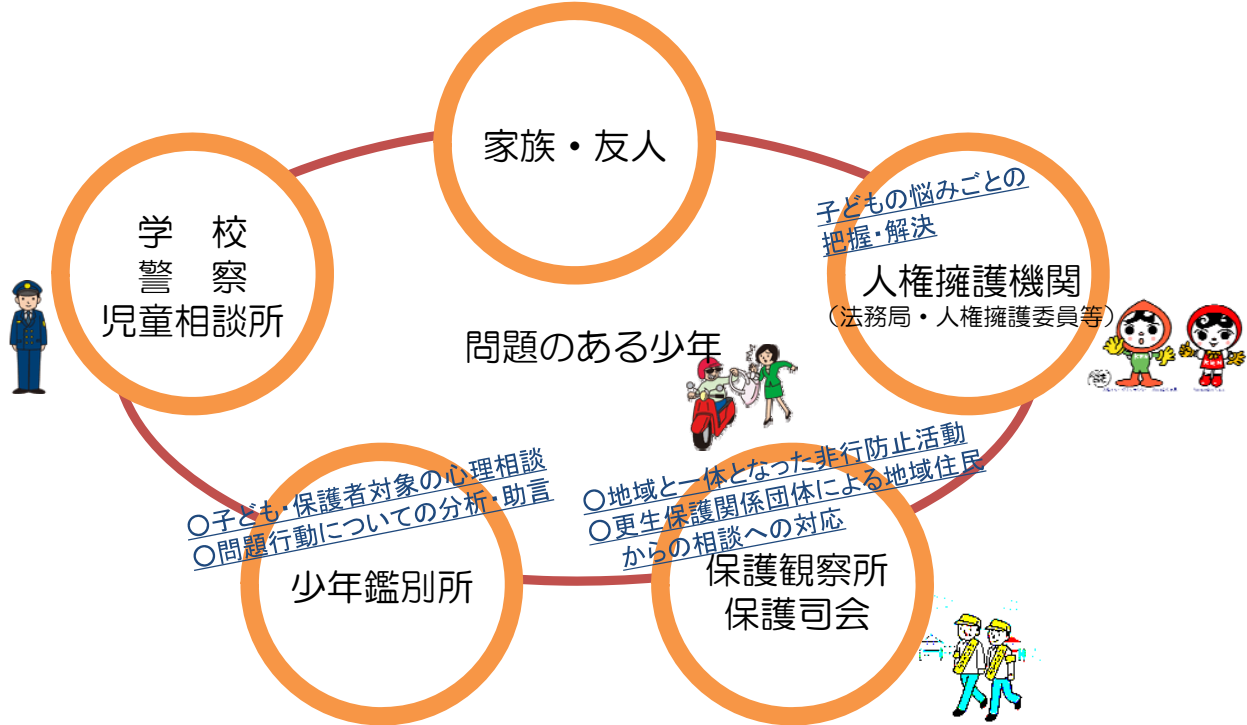 家族・友人
学　校
警　察
児童相談所
子どもの悩みごとの
把握・解決
人権擁護機関
（法務局・人権擁護委員等）
問題のある少年
○子ども・保護者対象の心理相談
○問題行動についての分析・助言
少年鑑別所
○地域と一体となった非行防止活動
○更生保護関係団体による地域住民
からの相談への対応
保護観察所
保護司会